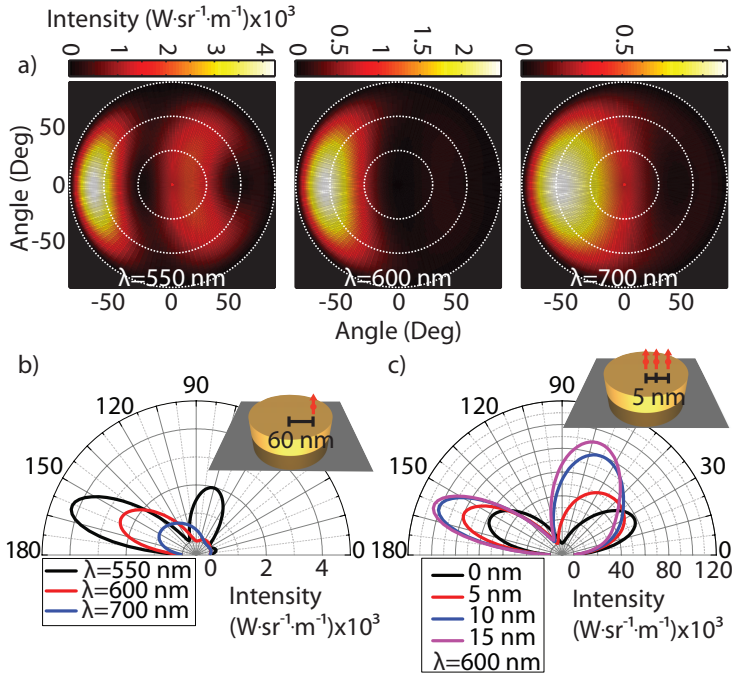 Intensity (W·sr⁻¹·m⁻¹)x10³
0 1 2 3 4
0 0.5 1 1.5 2
0 0.5 1
a)
50
0
-50
Angle (Deg)
λ=550 nm
λ=600 nm
λ=700 nm
-50 0 50
-50 0 50
-50 0 50
Angle (Deg)
b)
90
120
150
180
0
60 nm
0 2 4
λ=550 nm
λ=600 nm
λ=700 nm
Intensity
(W·sr⁻¹·m⁻¹)x10³
c)
90
120
150
180
30
0
5 nm
0 40 80 120
0 nm
5 nm
10 nm
15 nm
λ=600 nm
Intensity
(W·sr⁻¹·m⁻¹)x10³